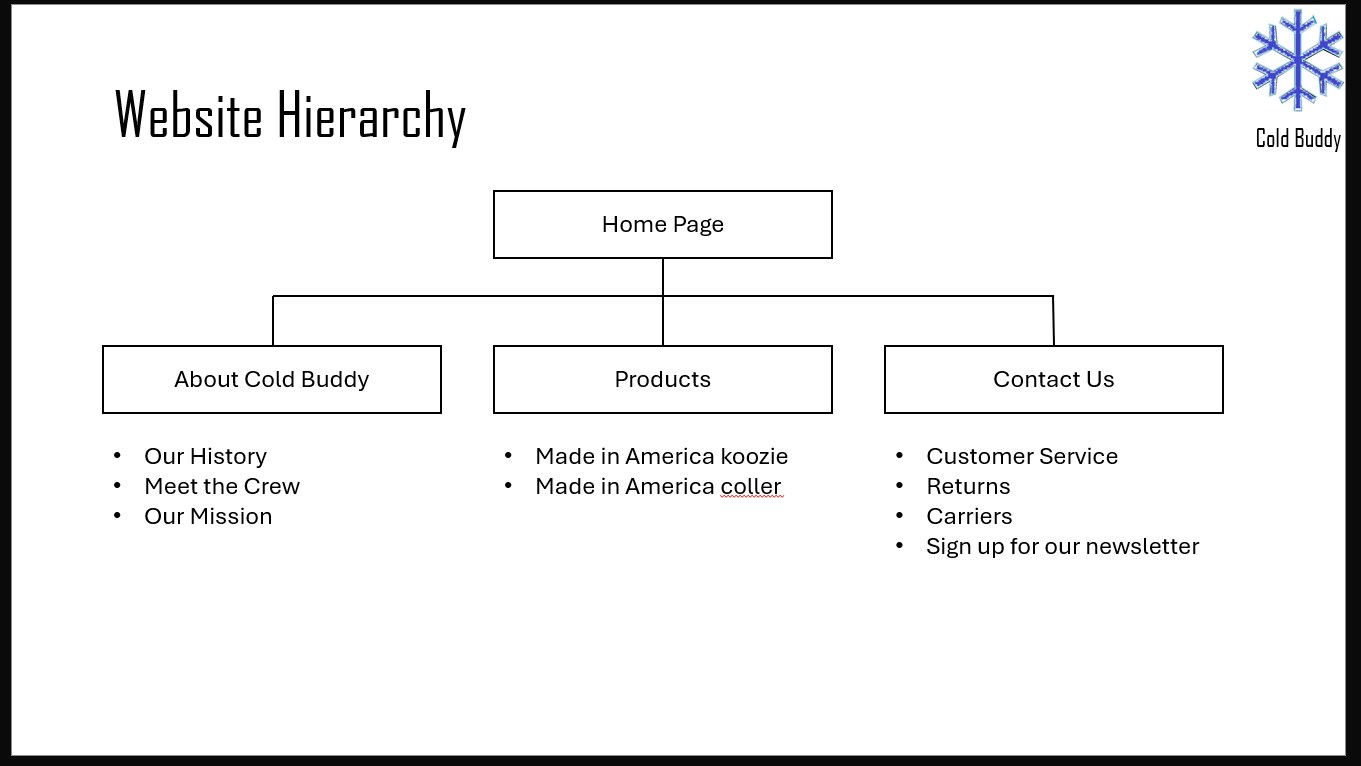 Cold Buddy
Website Hierarchy
Home Page
About Cold Buddy
Products
Contact Us
• Our History
• Meet the Crew
• Our Mission
• Made in America koozie
• Made in America coller
• Customer Service
• Returns
• Carriers
• Sign up for our newsletter